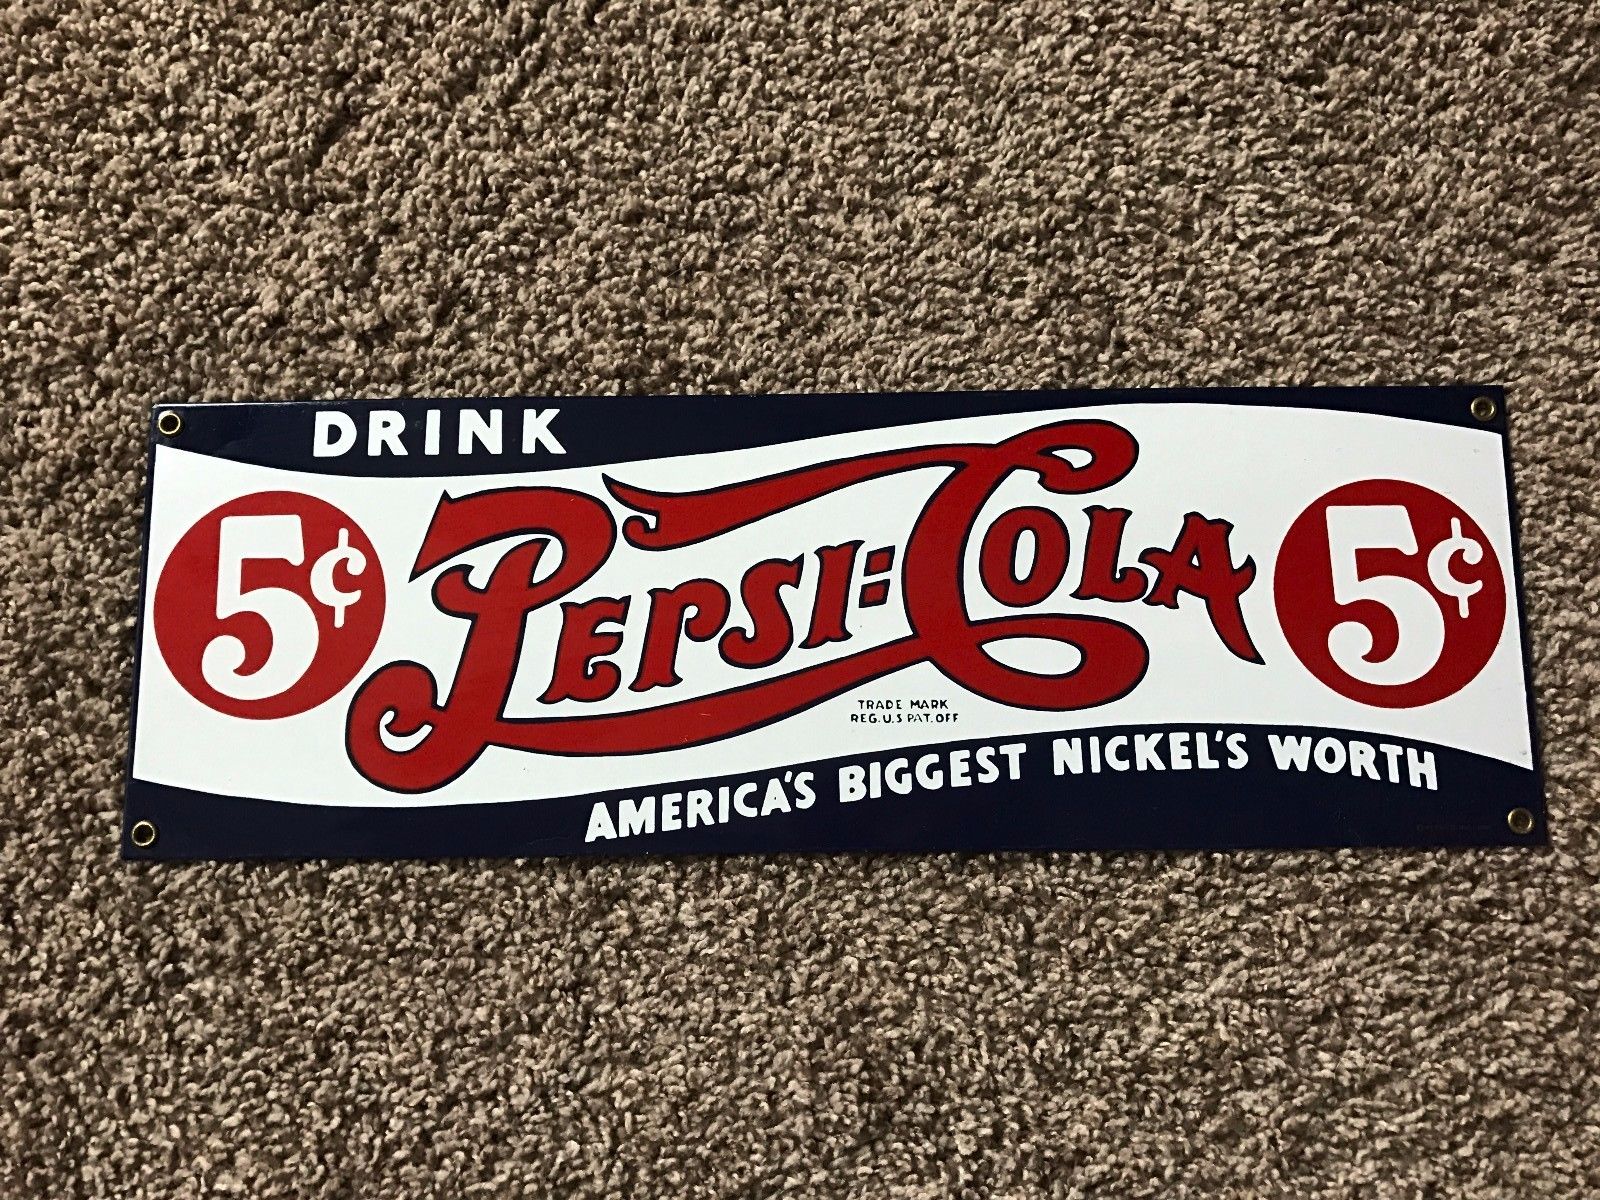 DRINK
5¢ PEPSI:COLA 5¢
TRADE MARK
REG. U.S PAT. OFF
AMERICA'S BIGGEST NICKEL'S WORTH